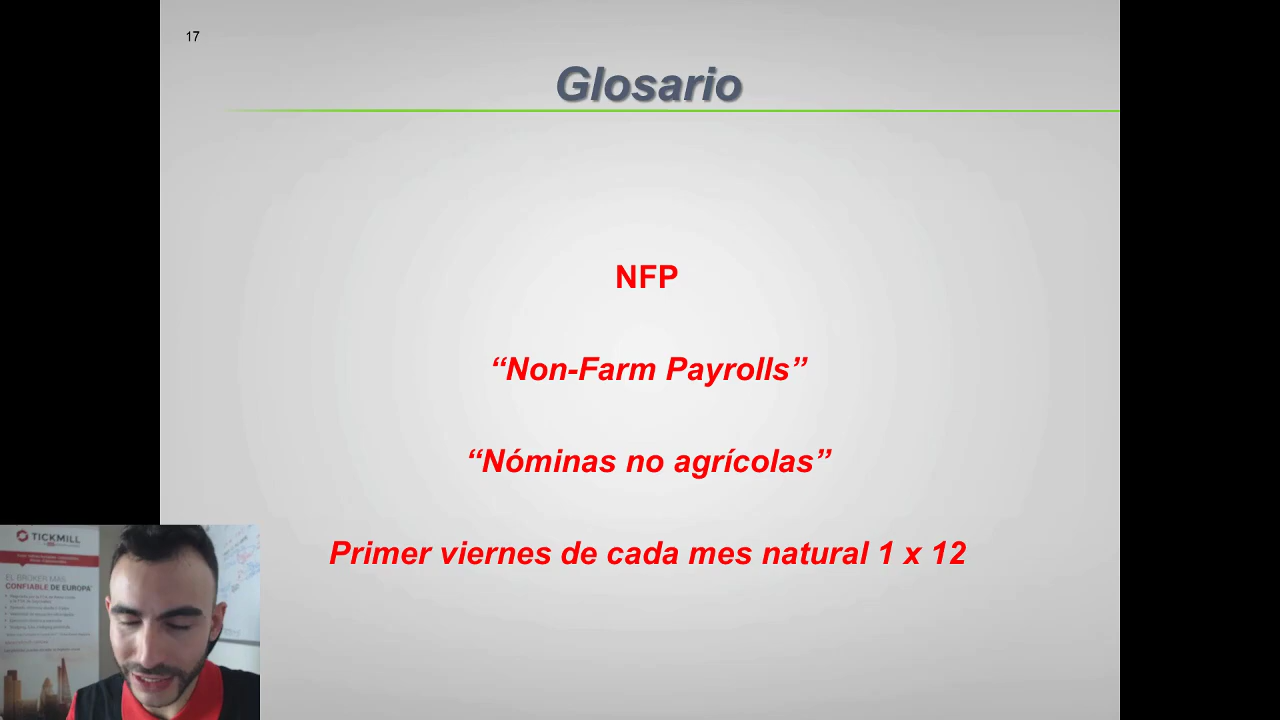 17
Glosario
NFP
“Non-Farm Payrolls”
“Nóminas no agrícolas”
Primer viernes de cada mes natural 1 x 12
TICKMILL
EL BROKER MÁS
CONFIABLE DE EUROPA